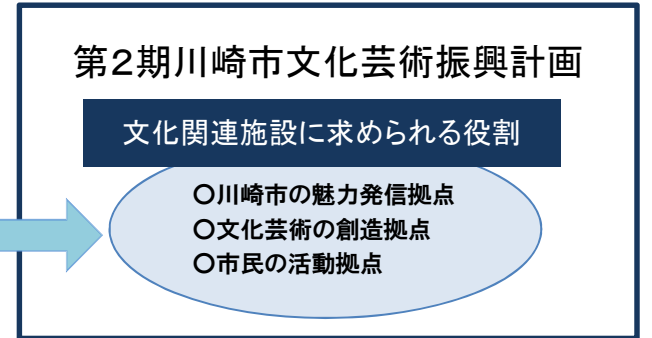 第2期川崎市文化芸術振興計画
文化関連施設に求められる役割
〇川崎市の魅力発信拠点
〇文化芸術の創造拠点
〇市民の活動拠点